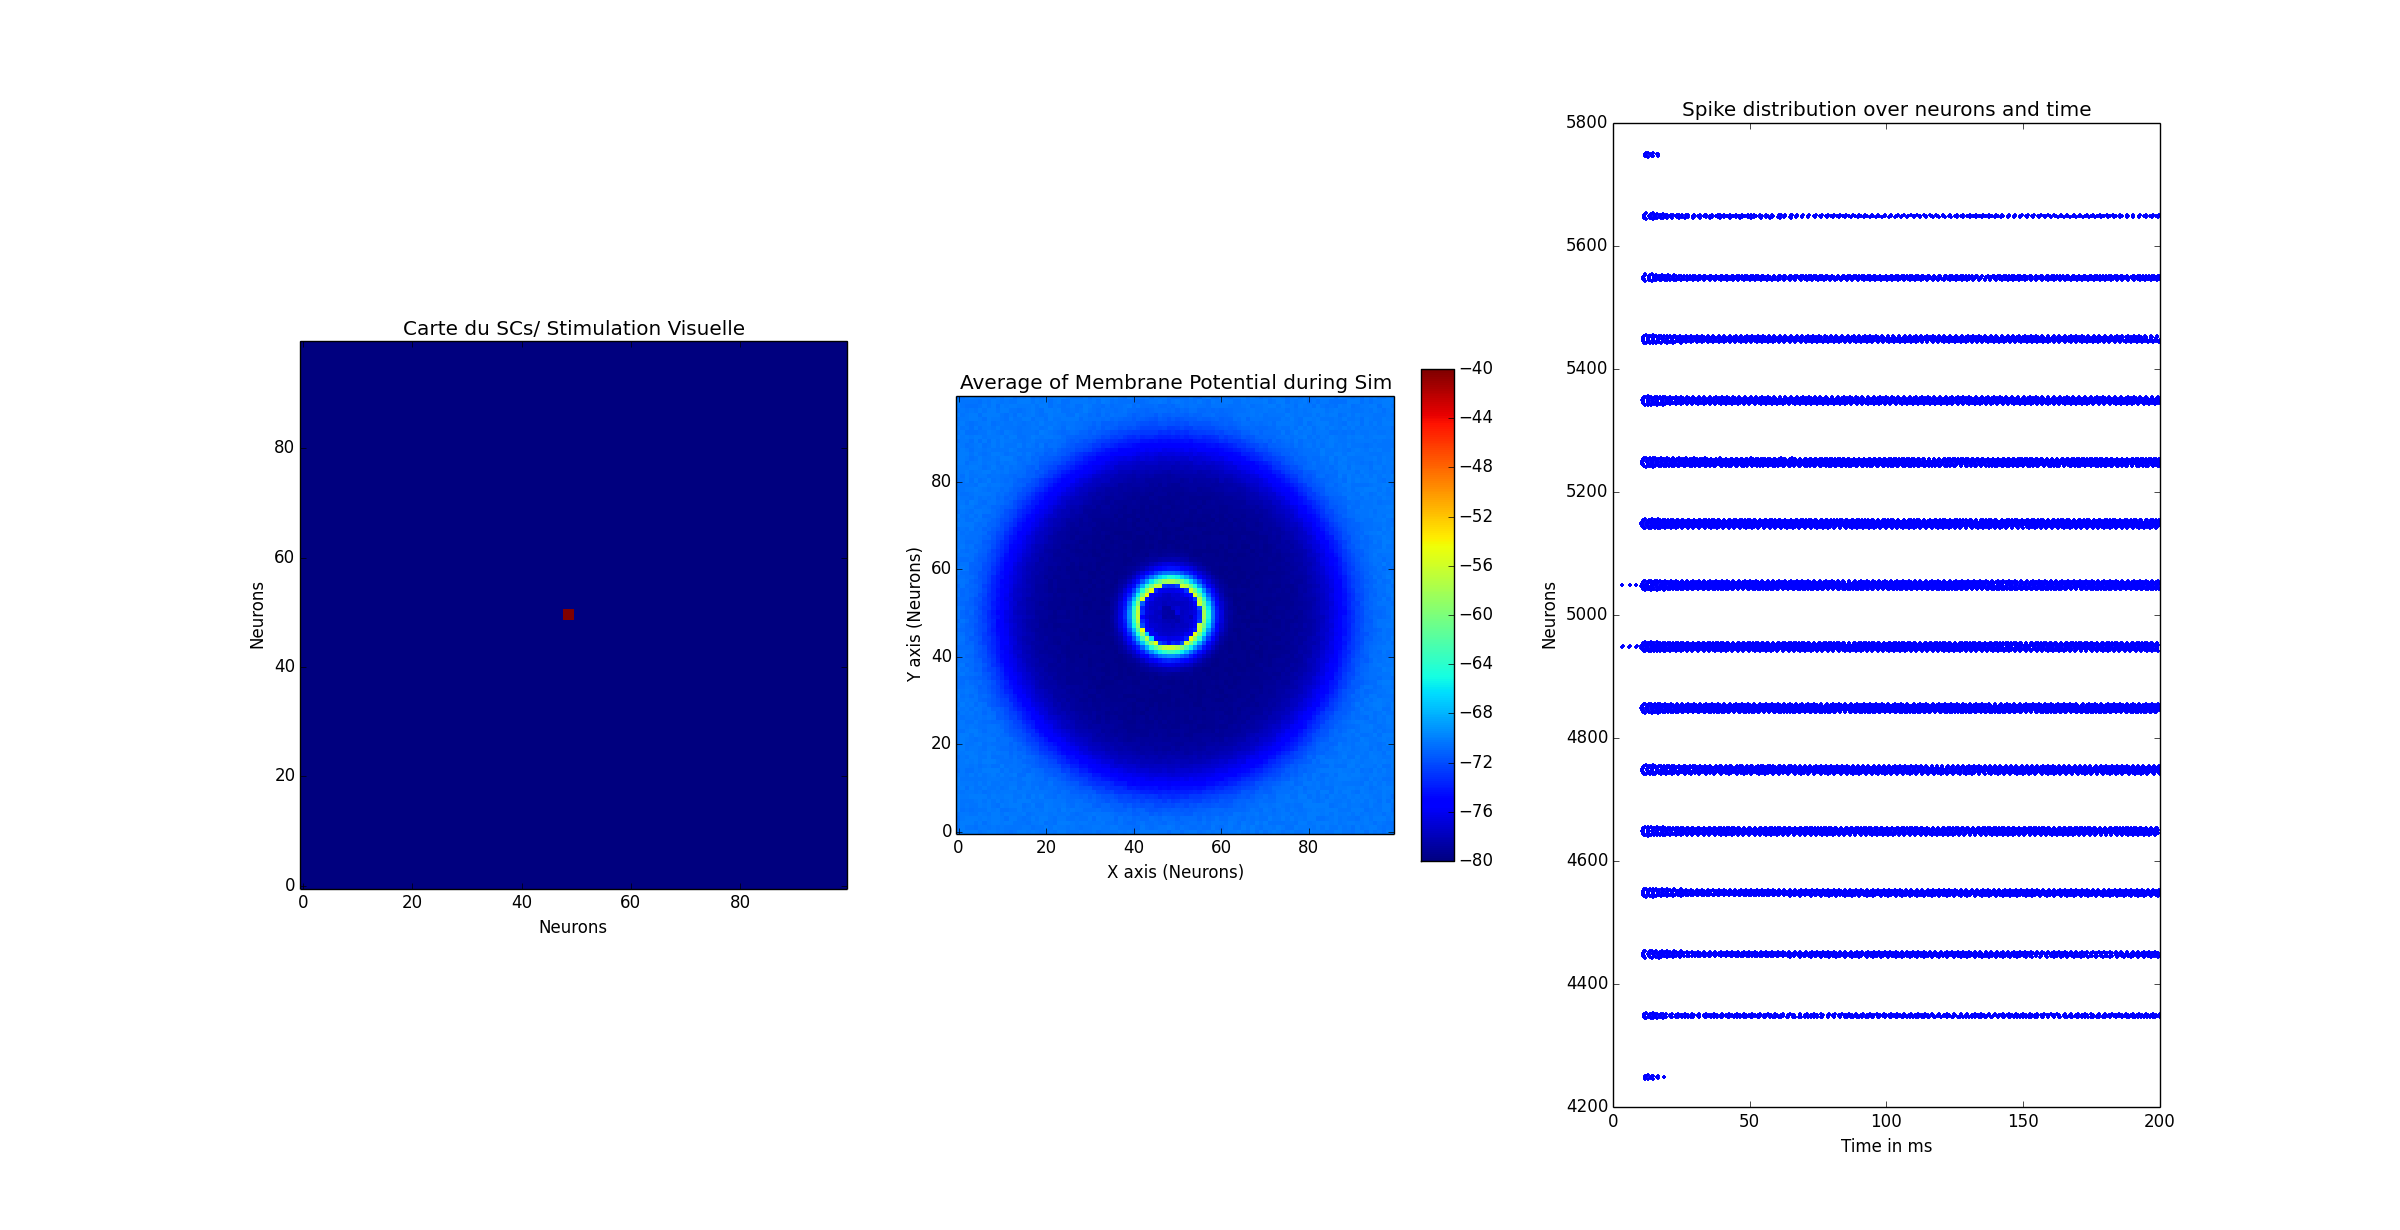 Carte du SCs/ Stimulation Visuelle
80
60
40
20
0
Neurons
0 20 40 60 80
Neurons
Average of Membrane Potential during Sim
80
60
40
20
0
Y axis (Neurons)
0 20 40 60 80
X axis (Neurons)
−40
−44
−48
−52
−56
−60
−64
−68
−72
−76
−80
Spike distribution over neurons and time
5800
5600
5400
5200
5000
4800
4600
4400
4200
Neurons
0 50 100 150 200
Time in ms